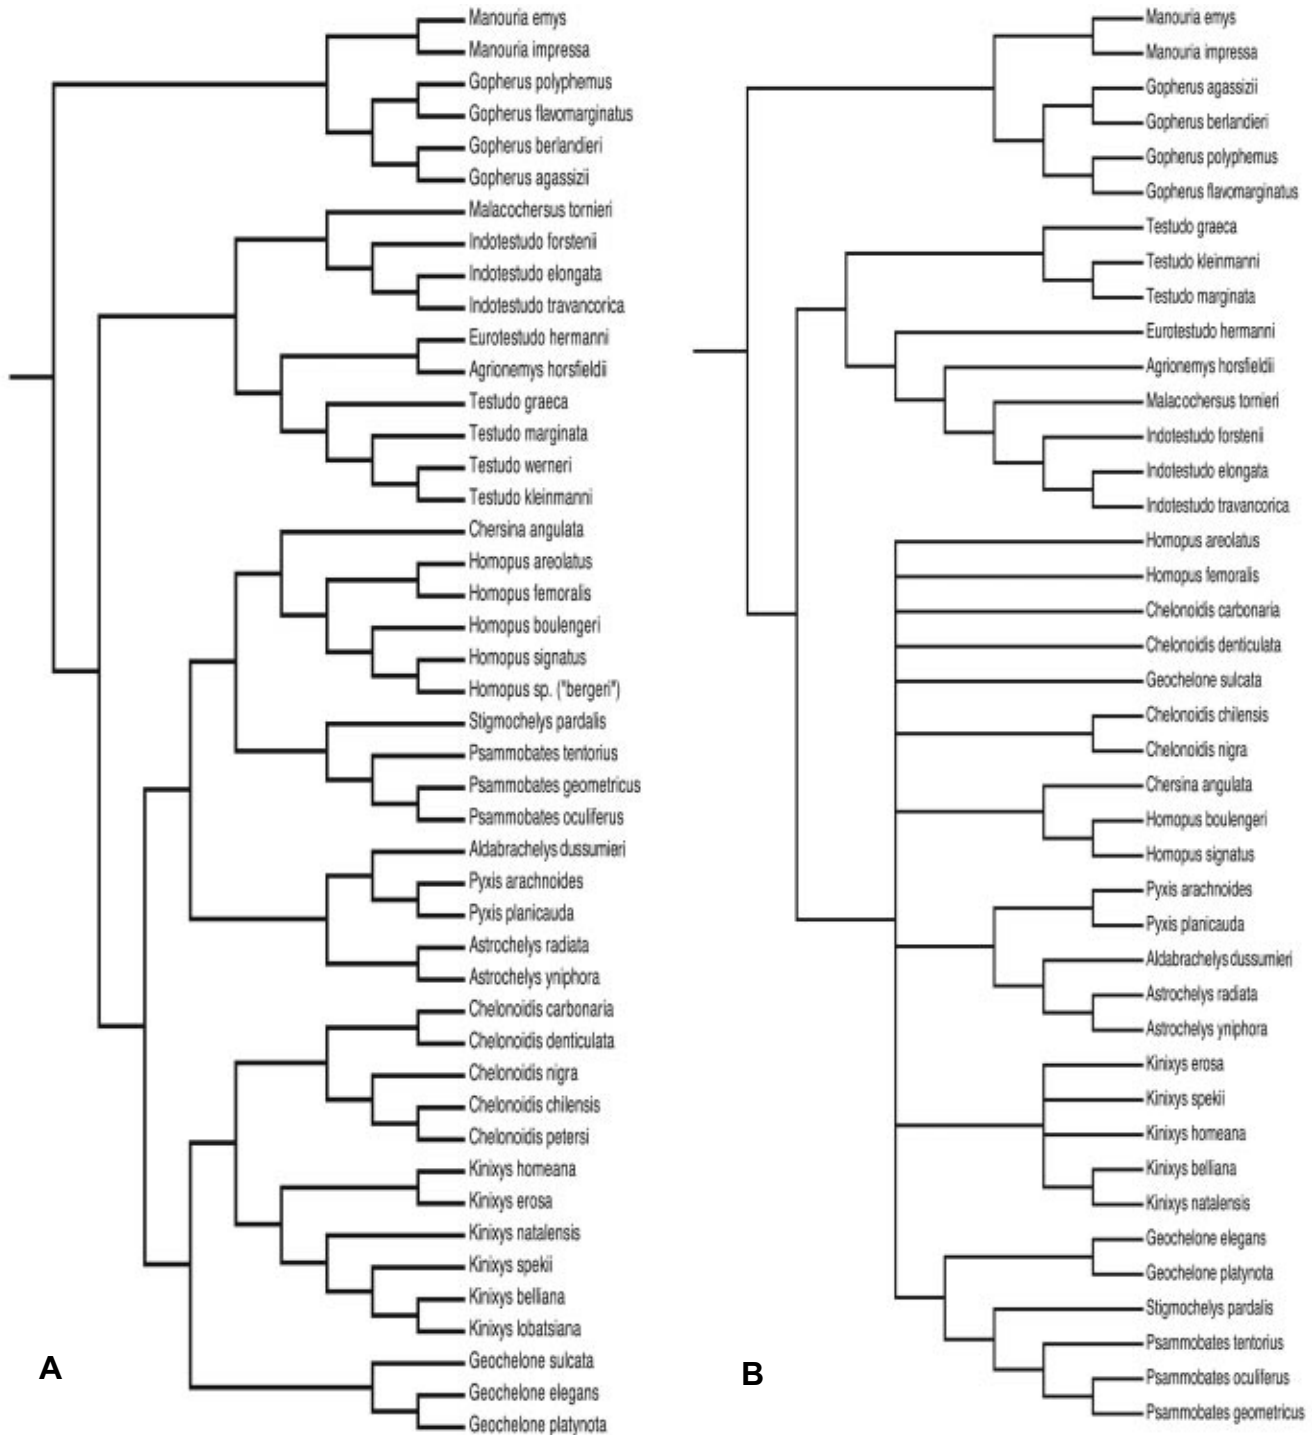 Manouria emys
Manouria impressa
Gopherus polyphemus
Gopherus flavomarginatus
Gopherus berlandieri
Gopherus agassizii
Malacochersus tornieri
Indotestudo forstenii
Indotestudo elongata
Indotestudo travancorica
Eurotestudo hermanni
Agrionemys horsfieldii
Testudo graeca
Testudo marginata
Testudo werneri
Testudo kleinmanni
Chersina angulata
Homopus areolatus
Homopus femoralis
Homopus boulengeri
Homopus signatus
Homopus sp. ("bergeri")
Stigmochelys pardalis
Psammobates tentorius
Psammobates geometricus
Psammobates oculiferus
Aldabrachelys dussumieri
Pyxis arachnoides
Pyxis planicauda
Astrochelys radiata
Astrochelys yniphora
Chelonoidis carbonaria
Chelonoidis denticulata
Chelonoidis nigra
Chelonoidis chilensis
Chelonoidis petersi
Kinixys homeana
Kinixys erosa
Kinixys natalensis
Kinixys spekii
Kinixys belliana
Kinixys lobatsiana
Geochelone sulcata
Geochelone elegans
Geochelone platynota
A
Manouria emys
Manouria impressa
Gopherus agassizii
Gopherus berlandieri
Gopherus polyphemus
Gopherus flavomarginatus
Testudo graeca
Testudo kleinmanni
Testudo marginata
Eurotestudo hermanni
Agrionemys horsfieldii
Malacochersus tornieri
Indotestudo forstenii
Indotestudo elongata
Indotestudo travancorica
Homopus areolatus
Homopus femoralis
Chelonoidis carbonaria
Chelonoidis denticulata
Geochelone sulcata
Chelonoidis chilensis
Chelonoidis nigra
Chersina angulata
Homopus boulengeri
Homopus signatus
Pyxis arachnoides
Pyxis planicauda
Aldabrachelys dussumieri
Astrochelys radiata
Astrochelys yniphora
Kinixys erosa
Kinixys spekii
Kinixys homeana
Kinixys belliana
Kinixys natalensis
Geochelone elegans
Geochelone platynota
Stigmochelys pardalis
Psammobates tentorius
Psammobates oculiferus
Psammobates geometricus
B